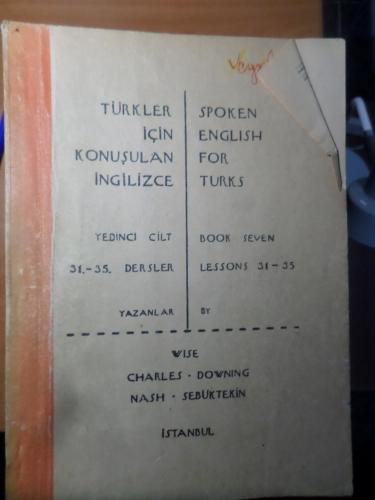 TÜRKLER
İÇİN
KONUŞULAN
İNGİLİZCE
SPOKEN
ENGLISH
FOR
TURKS
YEDİNCİ CİLT
BOOK SEVEN
31.-35. DERSLER
LESSONS 31-35
YAZANLAR
BY
WISE
CHARLES · DOWNING
NASH · SEBÜKTEKİN
İSTANBUL